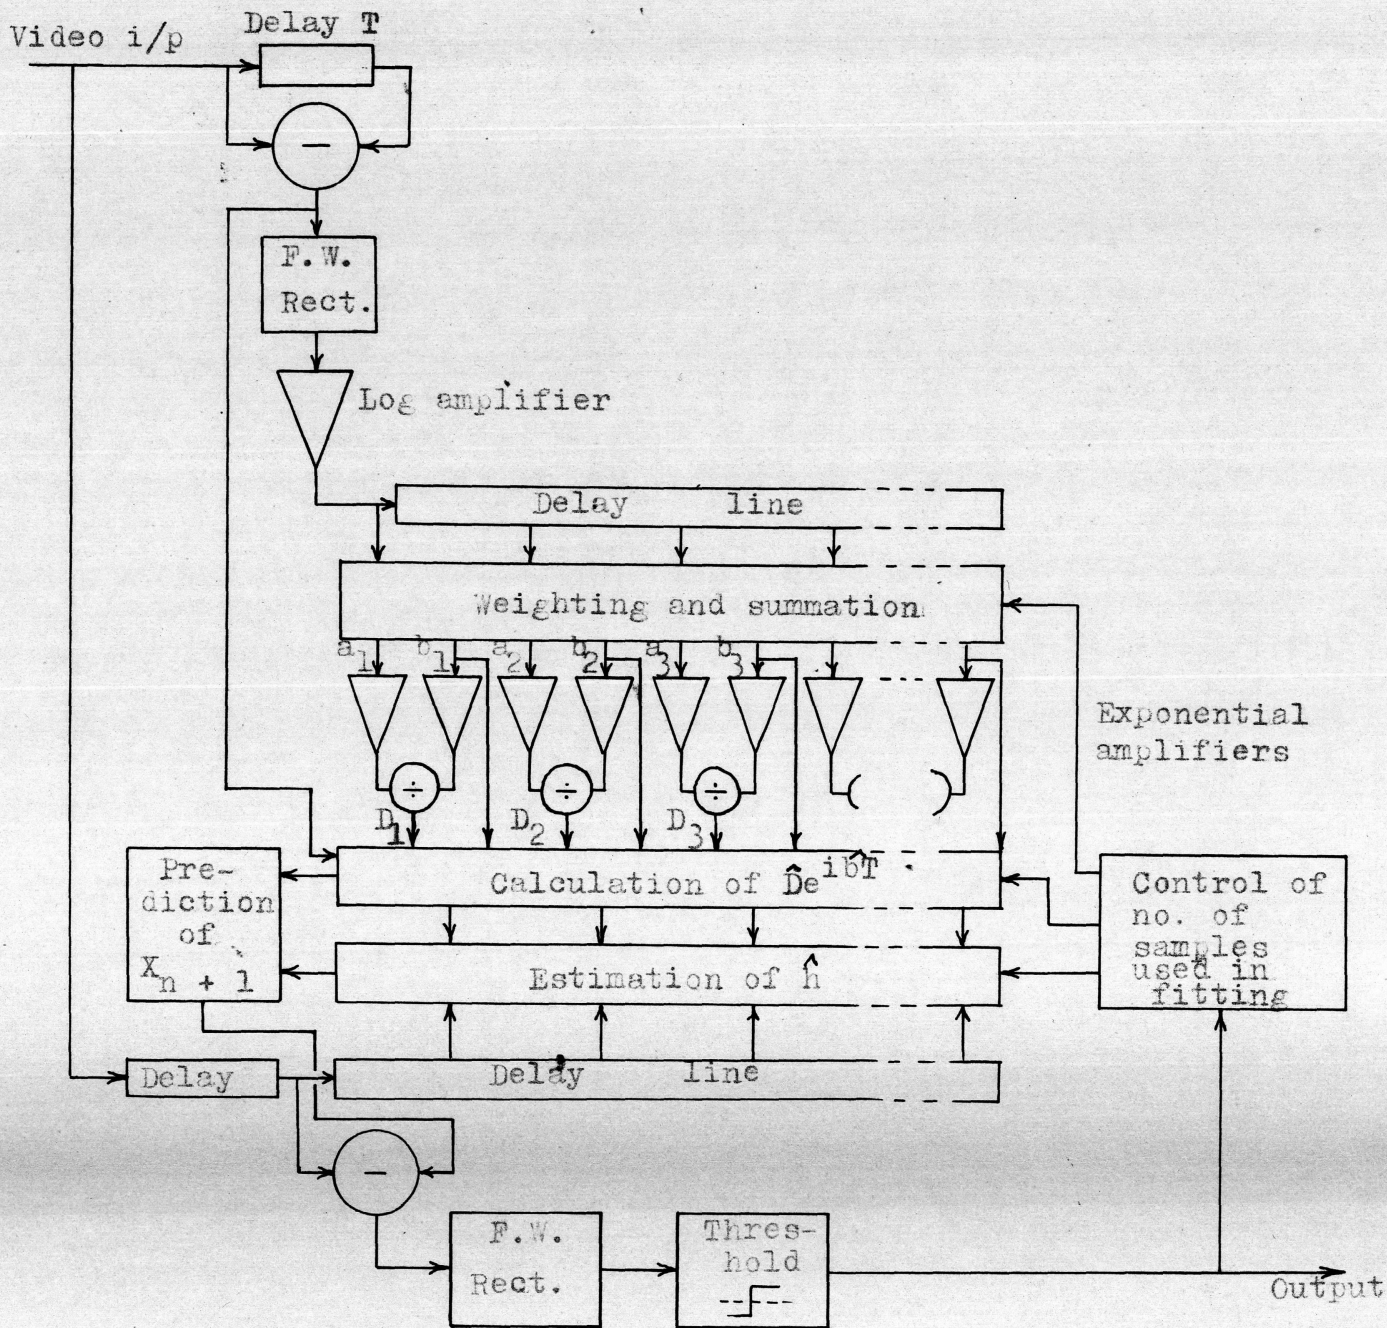 Video i/p
Delay T
−
F.W.
Rect.
Log amplifier
Delay line
Weighting and summation
a₁ b₁ a₂ b₂ a₃ b₃
Exponential
amplifiers
÷ ÷ ÷
D₁ D₂ D₃
Pre-
diction
of
Xₙ + 1
Calculation of D̂e^ib̂T
Estimation of ĥ
Control of
no. of
samples
used in
fitting
Delay
Delay line
−
F.W.
Rect.
Thres-
hold
Output